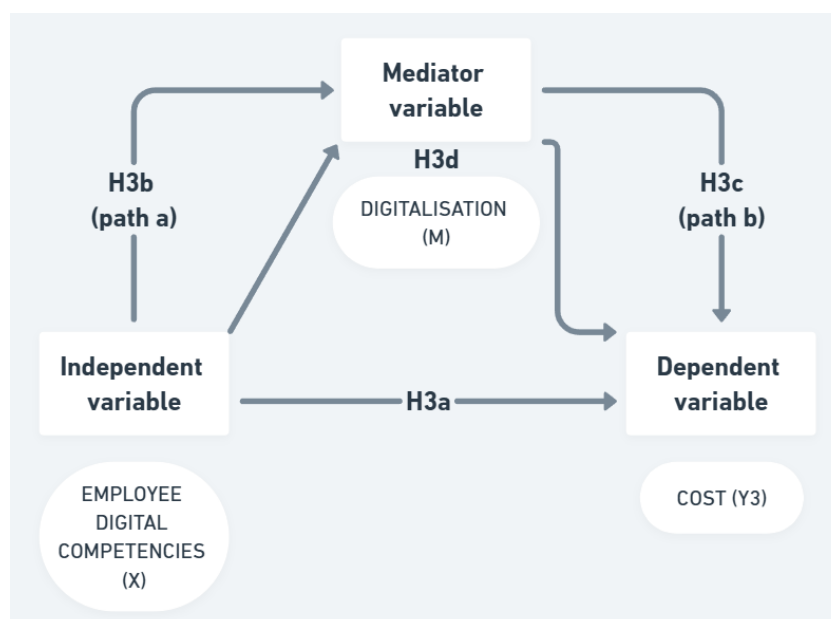 Mediator
variable
H3d
DIGITALISATION
(M)
H3b
(path a)
H3c
(path b)
Independent
variable
H3a
Dependent
variable
EMPLOYEE
DIGITAL
COMPETENCIES
(X)
COST (Y3)